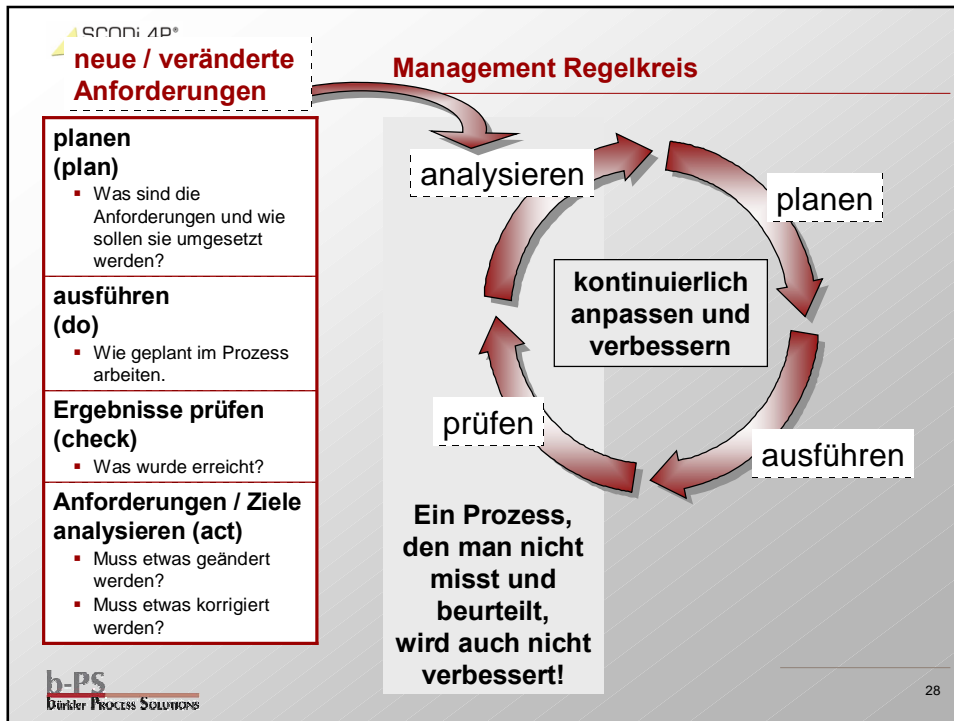 SCODi 4P®
neue / veränderte
Anforderungen
Management Regelkreis
planen
(plan)
▪ Was sind die
Anforderungen und wie
sollen sie umgesetzt
werden?
ausführen
(do)
▪ Wie geplant im Prozess
arbeiten.
Ergebnisse prüfen
(check)
▪ Was wurde erreicht?
Anforderungen / Ziele
analysieren (act)
▪ Muss etwas geändert
werden?
▪ Muss etwas korrigiert
werden?
analysieren
planen
kontinuierlich
anpassen und
verbessern
prüfen
ausführen
Ein Prozess,
den man nicht
misst und
beurteilt,
wird auch nicht
verbessert!
b-PS
Bürkler PROCESS SOLUTIONS
28